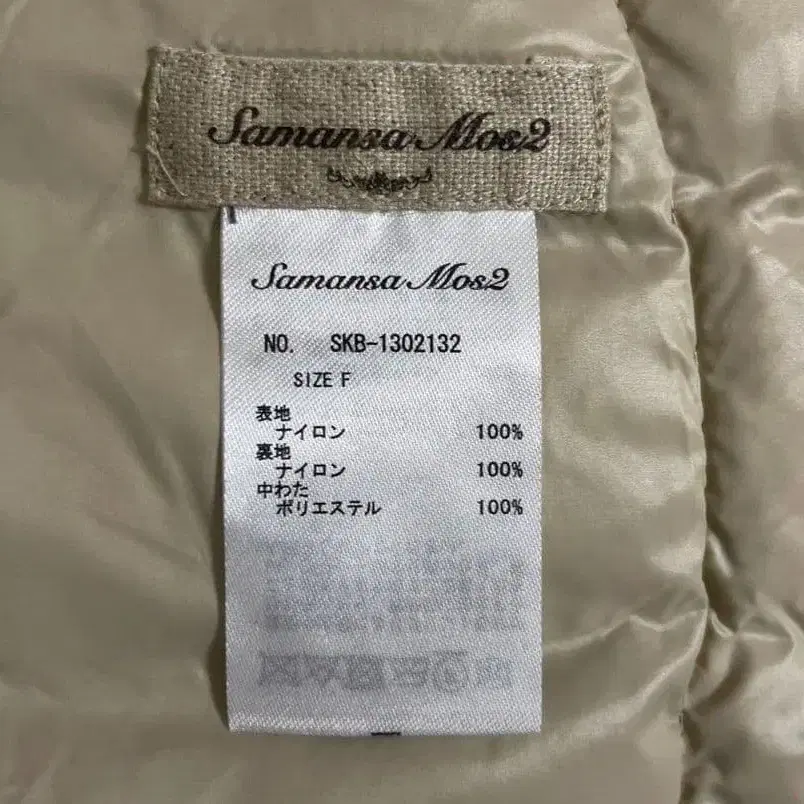 Samansa Mos2
Samansa Mos2
NO. SKB-1302132
SIZE F
表地
ナイロン 100%
裏地
ナイロン 100%
中わた
ポリエステル 100%